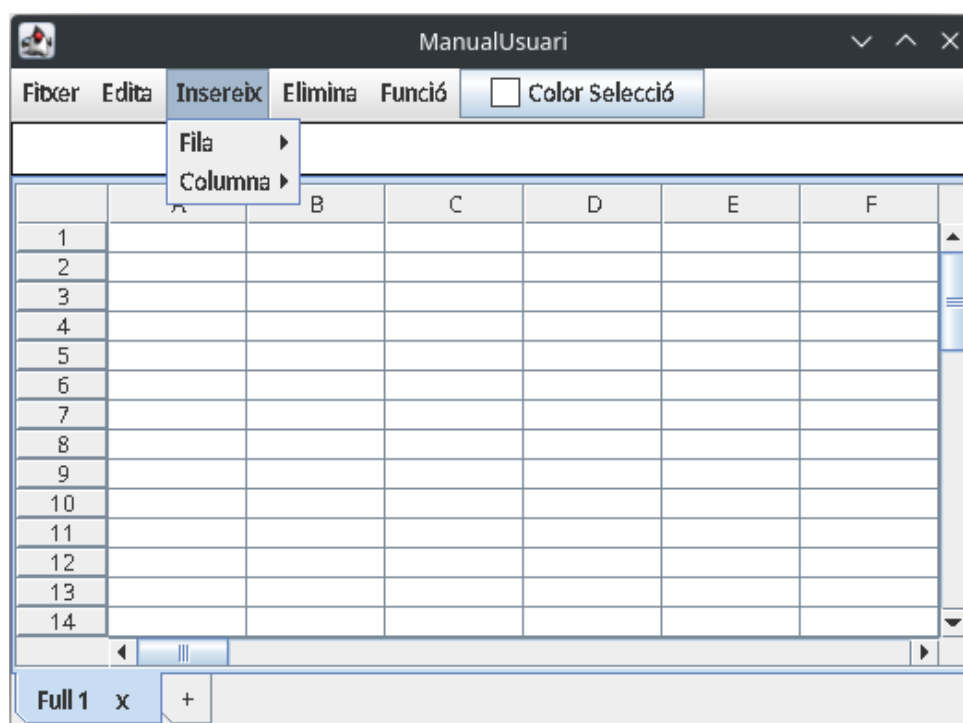 ManualUsuari
Fitxer Edita Insereix Elimina Funció Color Selecció
Fila
Columna
A B C D E F
1
2
3
4
5
6
7
8
9
10
11
12
13
14
Full 1 x +